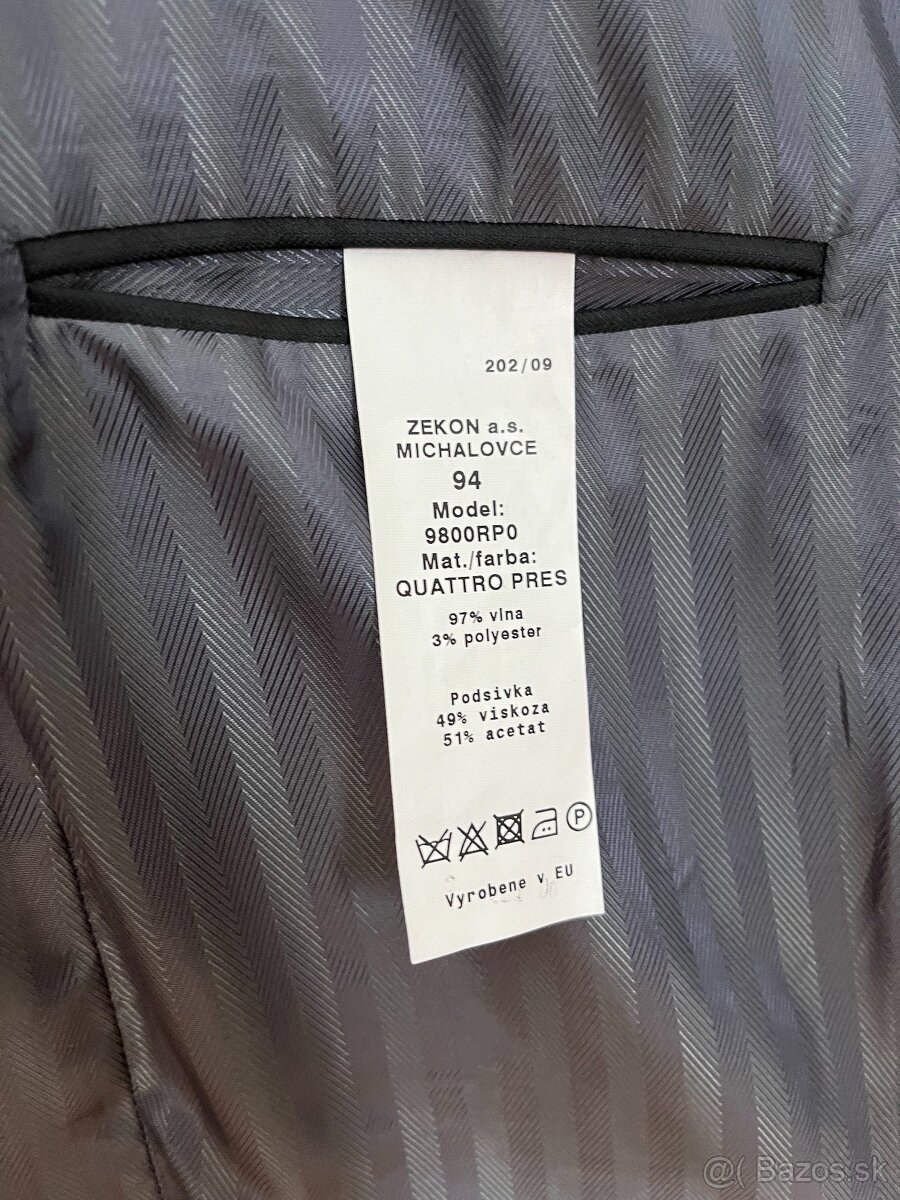 202/09
ZEKON a.s.
MICHALOVCE
94
Model:
9800RP0
Mat./farba:
QUATTRO PRES
97% vlna
3% polyester
Podsivka
49% viskoza
51% acetat
P
Vyrobene v EU
@( Bazos.sk